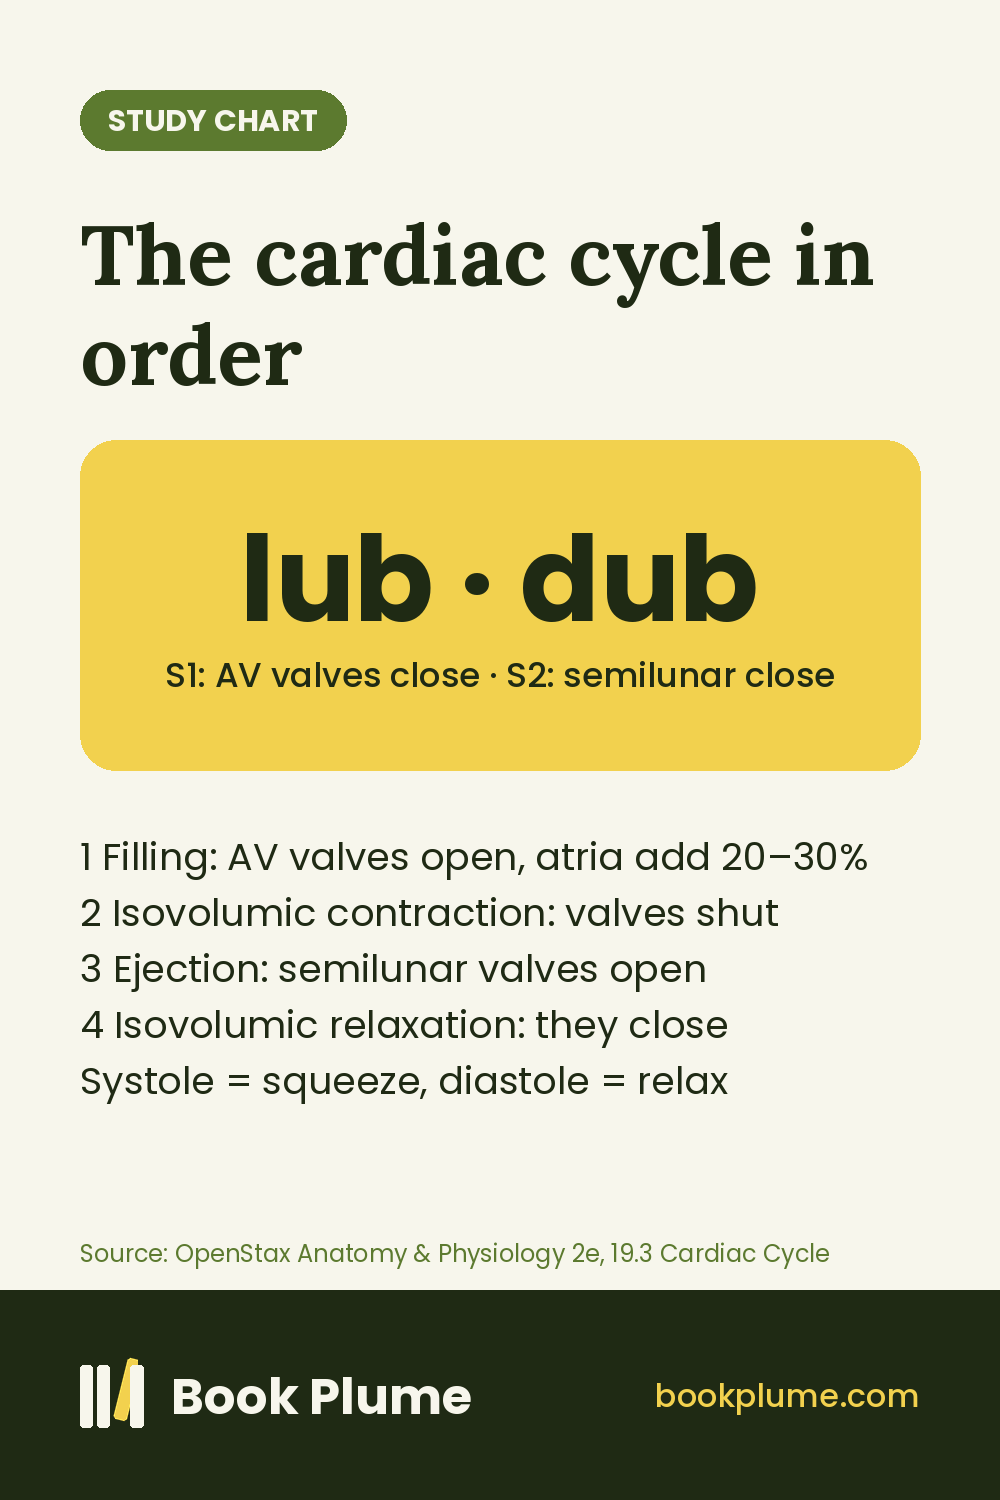 STUDY CHART
The cardiac cycle in
order
lub · dub
S1: AV valves close · S2: semilunar close
1 Filling: AV valves open, atria add 20–30%
2 Isovolumic contraction: valves shut
3 Ejection: semilunar valves open
4 Isovolumic relaxation: they close
Systole = squeeze, diastole = relax
Source: OpenStax Anatomy & Physiology 2e, 19.3 Cardiac Cycle
Book Plume
bookplume.com